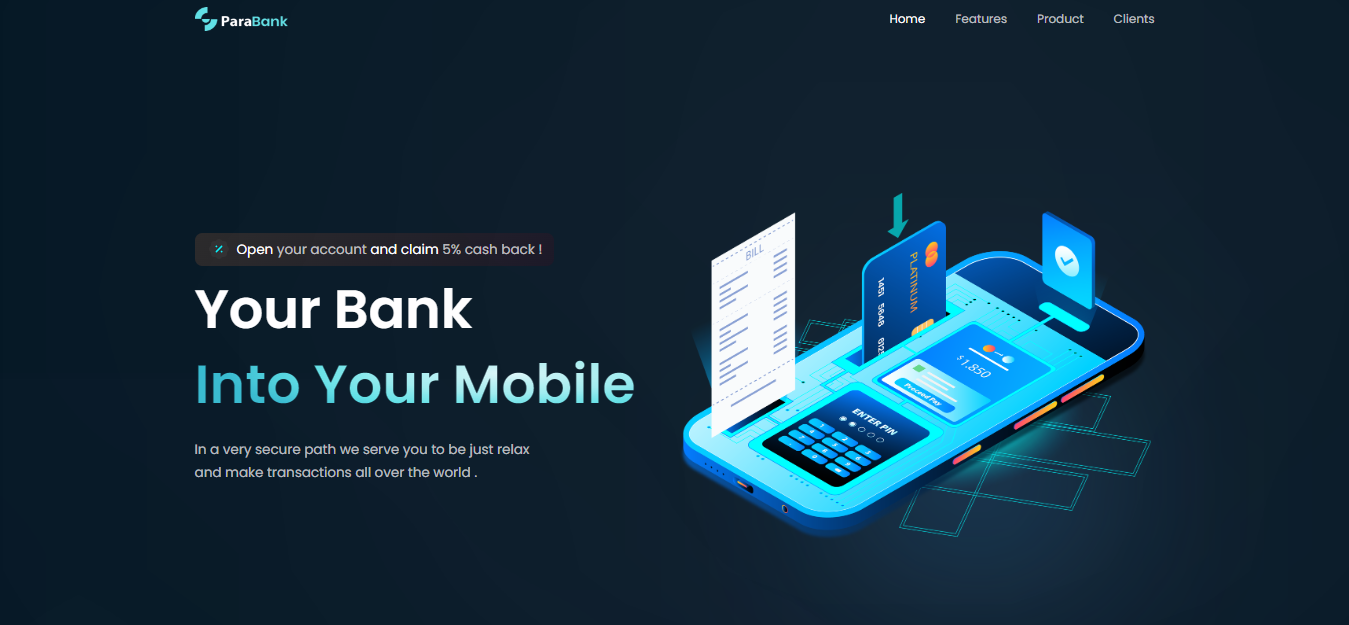 ParaBank
Home
Features
Product
Clients
Open your account and claim 5% cash back !
Your Bank
Into Your Mobile
In a very secure path we serve you to be just relax
and make transactions all over the world .
BILL
PLATINUM
1451 5648
$1,850
Proceed Pay
ENTER PIN